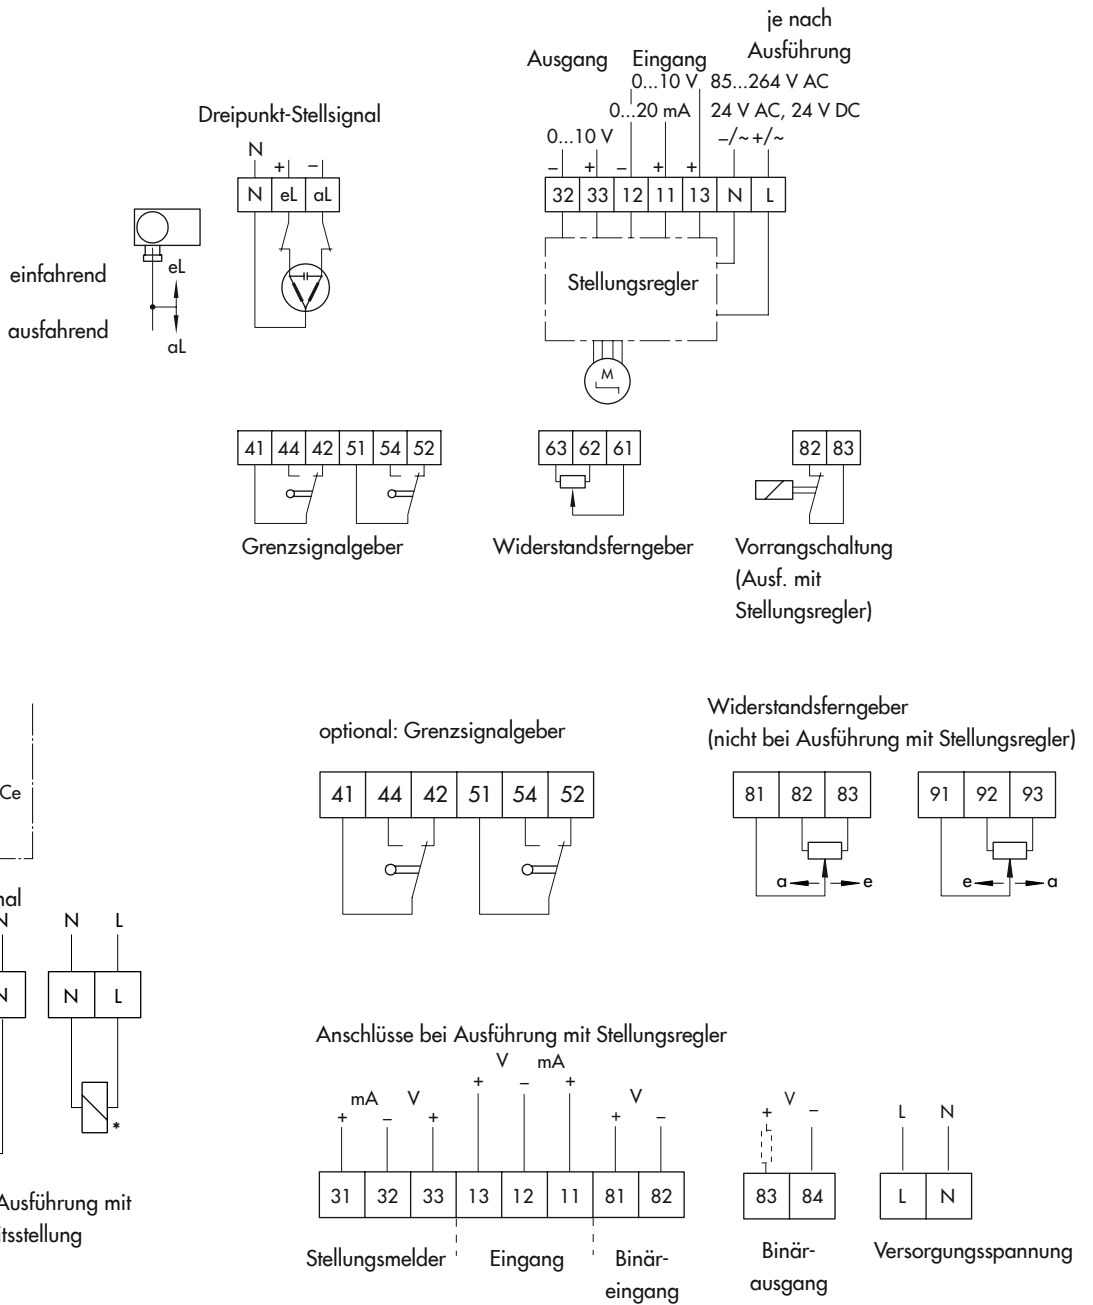 je nach
Ausgang Eingang Ausführung
0...10 V 85...264 V AC
0...20 mA 24 V AC, 24 V DC
0...10 V –/~ +/~
– + – + +
32 33 12 11 13 N L
Stellungsregler
M
Dreipunkt-Stellsignal
N + –
N eL aL
einfahrend
eL
ausfahrend
aL
41 44 42 51 54 52
Grenzsignalgeber
63 62 61
Widerstandsferngeber
82 83
Vorrangschaltung
(Ausf. mit
Stellungsregler)
Ce
nal
N N L
N N L
*
Ausführung mit
itsstellung
optional: Grenzsignalgeber
41 44 42 51 54 52
Widerstandsferngeber
(nicht bei Ausführung mit Stellungsregler)
81 82 83
a e
91 92 93
e a
Anschlüsse bei Ausführung mit Stellungsregler
V mA
+ – +
mA V V V
+ – + + – + –
L N
31 32 33 13 12 11 81 82
83 84
L N
Stellungsmelder Eingang Binär-
eingang
Binär-
ausgang
Versorgungsspannung